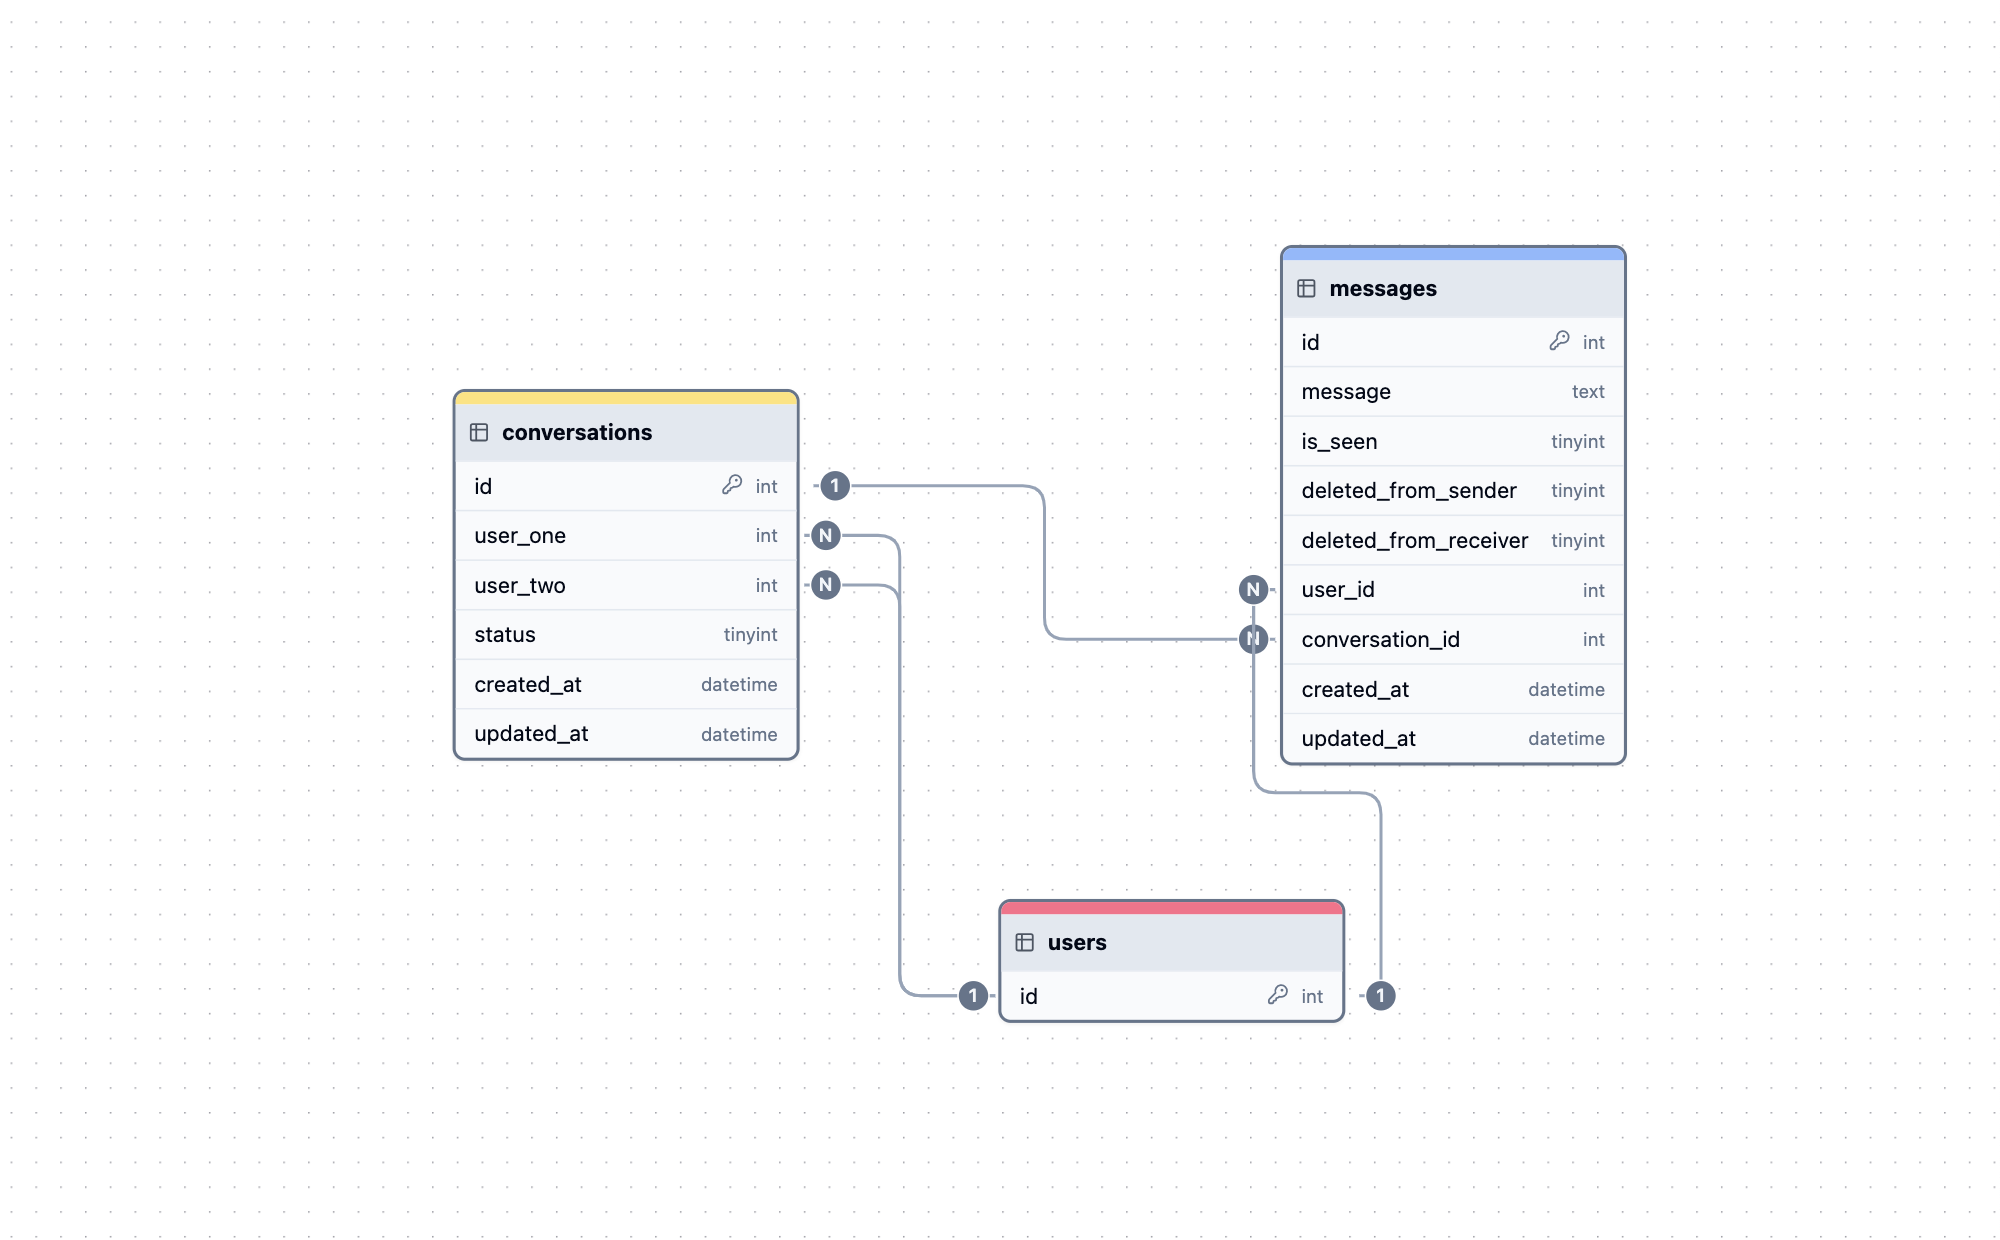 conversations
id int
user_one int
user_two int
status tinyint
created_at datetime
updated_at datetime
1
N
N
messages
id int
message text
is_seen tinyint
deleted_from_sender tinyint
deleted_from_receiver tinyint
user_id int
conversation_id int
created_at datetime
updated_at datetime
N
N
users
id int
1
1